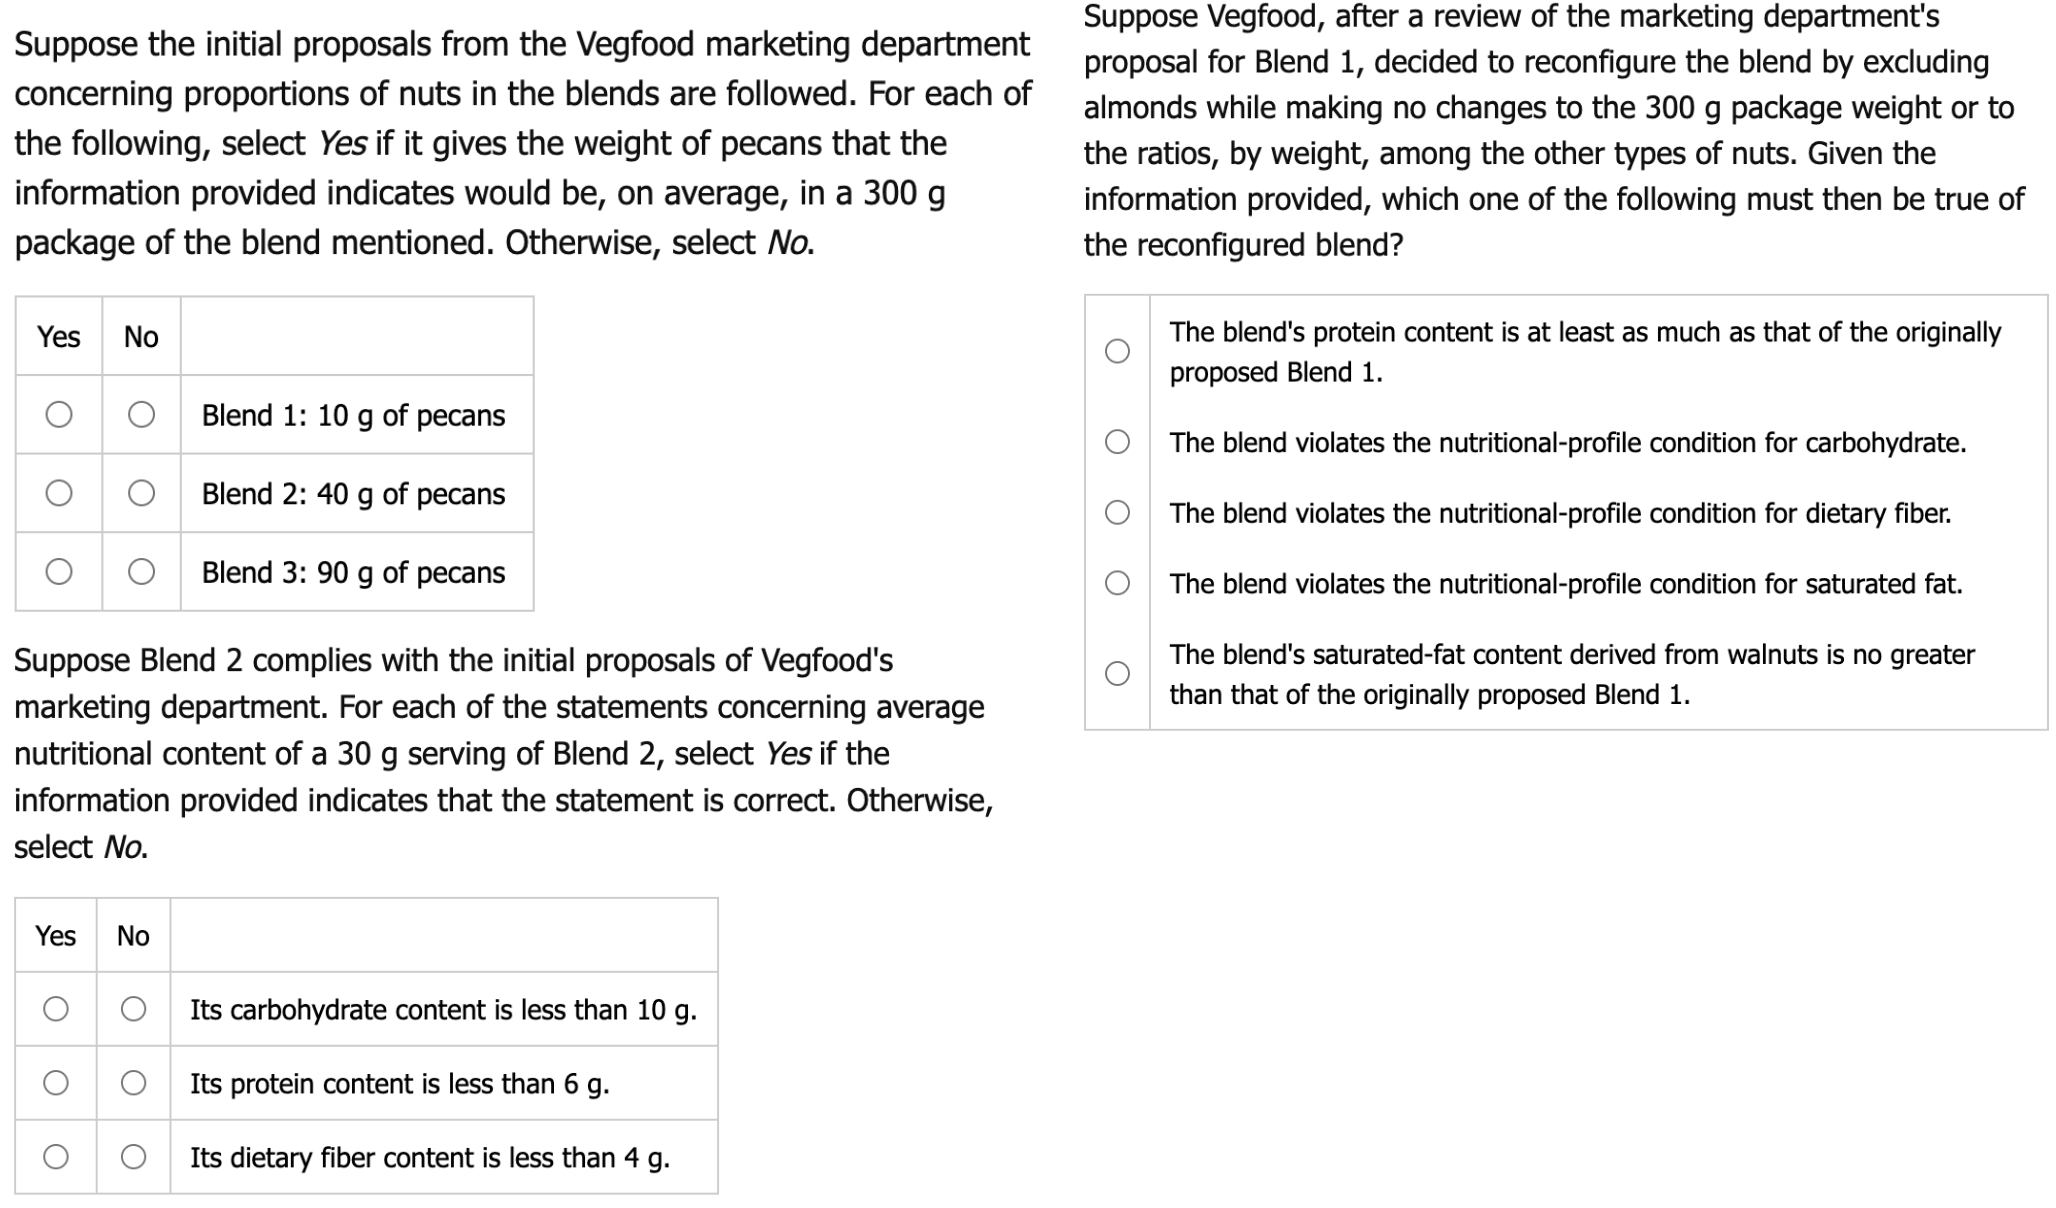 Suppose the initial proposals from the Vegfood marketing department
concerning proportions of nuts in the blends are followed. For each of
the following, select Yes if it gives the weight of pecans that the
information provided indicates would be, on average, in a 300 g
package of the blend mentioned. Otherwise, select No.
Yes No
Blend 1: 10 g of pecans
Blend 2: 40 g of pecans
Blend 3: 90 g of pecans
Suppose Blend 2 complies with the initial proposals of Vegfood's
marketing department. For each of the statements concerning average
nutritional content of a 30 g serving of Blend 2, select Yes if the
information provided indicates that the statement is correct. Otherwise,
select No.
Yes No
Its carbohydrate content is less than 10 g.
Its protein content is less than 6 g.
Its dietary fiber content is less than 4 g.
Suppose Vegfood, after a review of the marketing department's
proposal for Blend 1, decided to reconfigure the blend by excluding
almonds while making no changes to the 300 g package weight or to
the ratios, by weight, among the other types of nuts. Given the
information provided, which one of the following must then be true of
the reconfigured blend?
The blend's protein content is at least as much as that of the originally
proposed Blend 1.
The blend violates the nutritional-profile condition for carbohydrate.
The blend violates the nutritional-profile condition for dietary fiber.
The blend violates the nutritional-profile condition for saturated fat.
The blend's saturated-fat content derived from walnuts is no greater
than that of the originally proposed Blend 1.